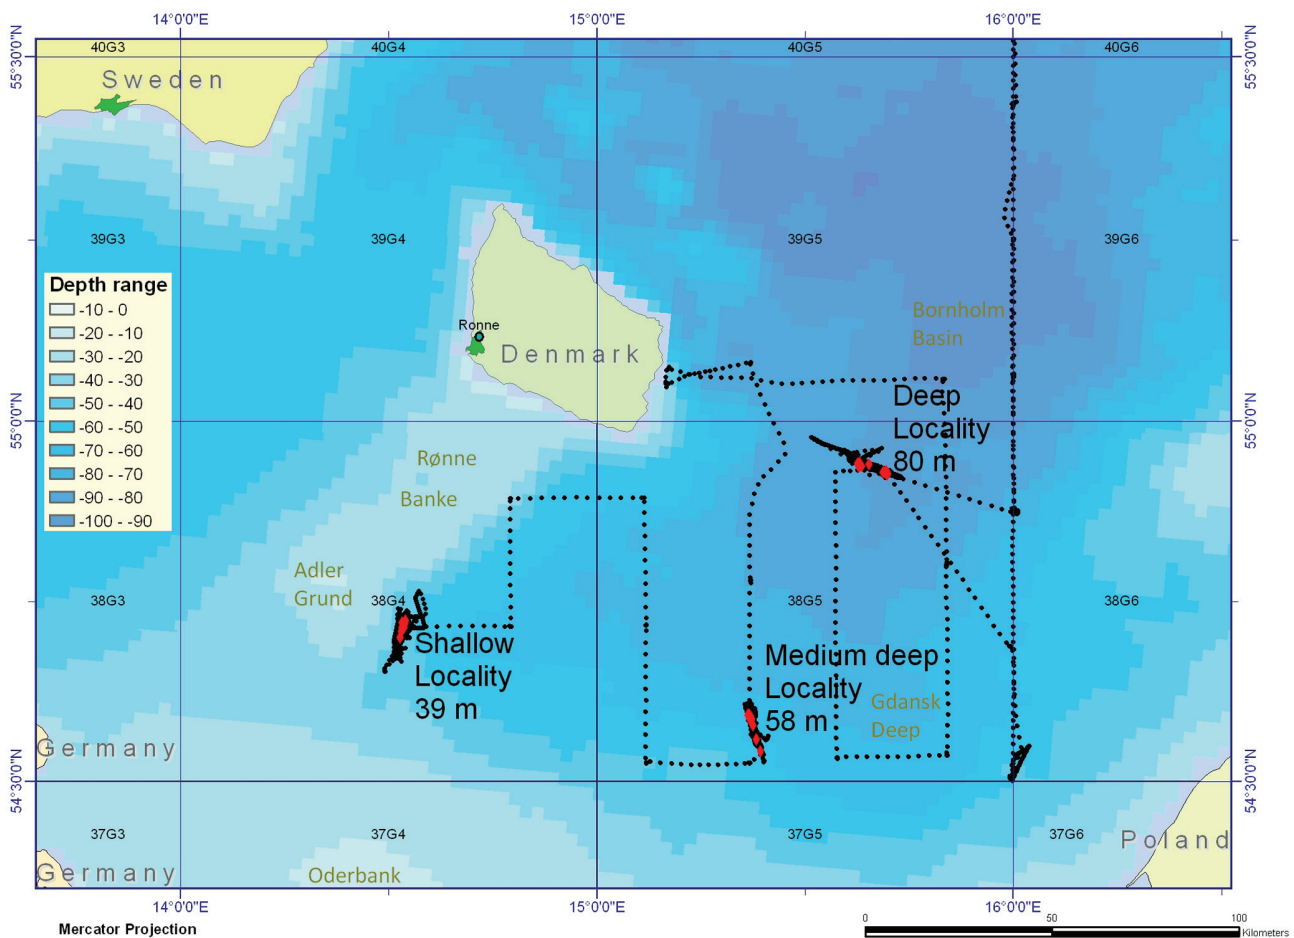 14°0'0"E
15°0'0"E
16°0'0"E
40G3
40G4
40G5
40G6
55°30'0"N
55°30'0"N
Sweden
39G3
39G4
39G5
39G6
Depth range
-10 - 0
-20 - -10
-30 - -20
-40 - -30
-50 - -40
-60 - -50
-70 - -60
-80 - -70
-90 - -80
-100 - -90
Ronne
Denmark
Bornholm
Basin
Deep
Locality
80 m
55°0'0"N
55°0'0"N
Rønne
Banke
Adler
Grund
38G3
38G4
38G5
38G6
Shallow
Locality
39 m
Medium deep
Locality
58 m
Gdansk
Deep
Germany
54°30'0"N
54°30'0"N
37G3
37G4
37G5
37G6
Poland
Germany
Oderbank
14°0'0"E
15°0'0"E
16°0'0"E
Mercator Projection
0
50
100
Kilometers